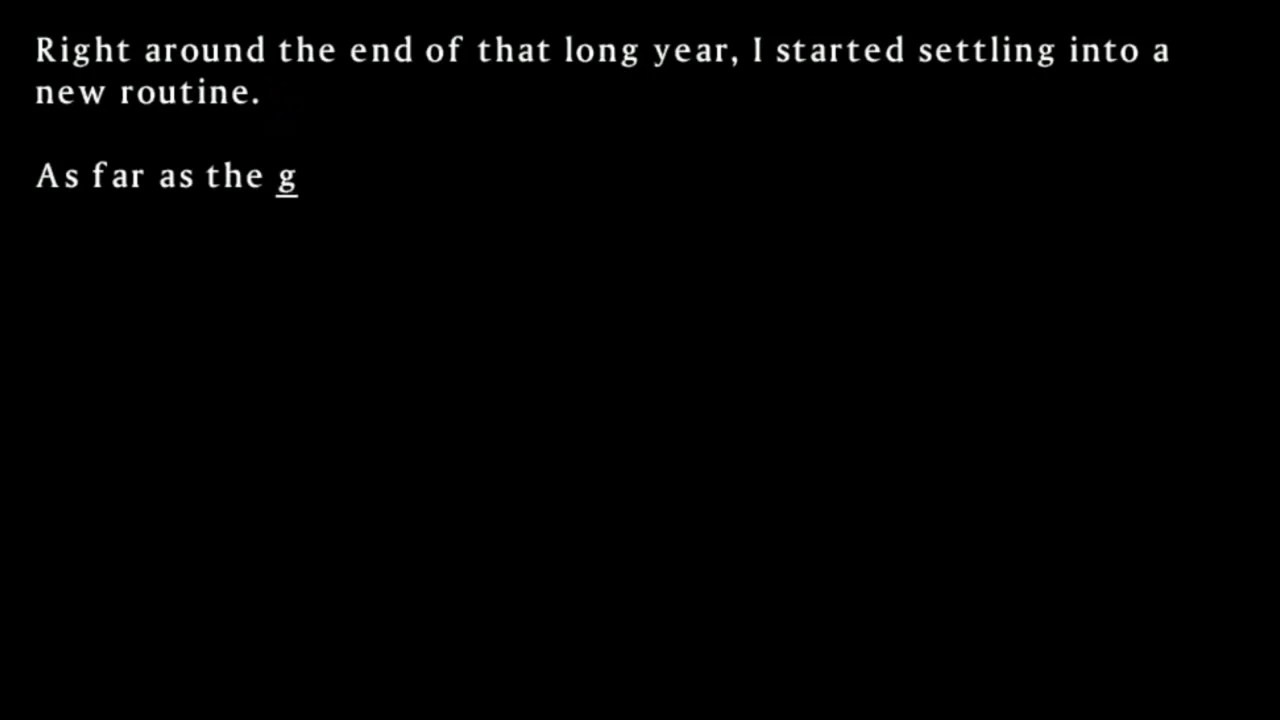 Right around the end of that long year, I started settling into a
new routine.
As far as the g